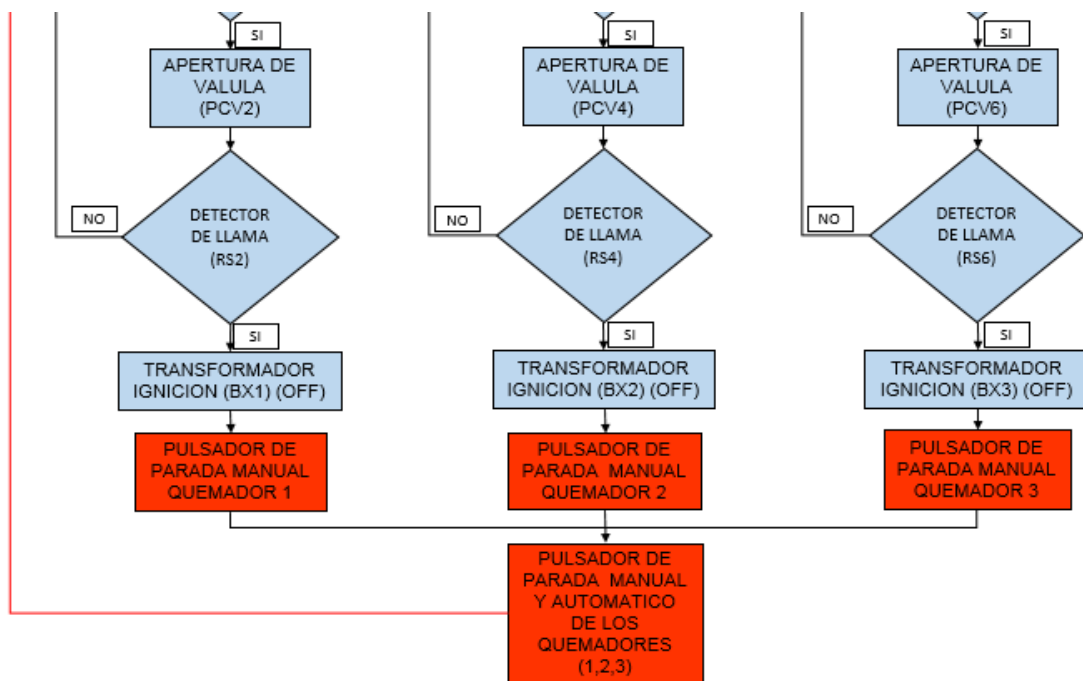 SI
APERTURA DE
VALULA
(PCV2)
NO
DETECTOR
DE LLAMA
(RS2)
SI
TRANSFORMADOR
IGNICION (BX1) (OFF)
PULSADOR DE
PARADA MANUAL
QUEMADOR 1
SI
APERTURA DE
VALULA
(PCV4)
NO
DETECTOR
DE LLAMA
(RS4)
SI
TRANSFORMADOR
IGNICION (BX2) (OFF)
PULSADOR DE
PARADA MANUAL
QUEMADOR 2
SI
APERTURA DE
VALULA
(PCV6)
NO
DETECTOR
DE LLAMA
(RS6)
SI
TRANSFORMADOR
IGNICION (BX3) (OFF)
PULSADOR DE
PARADA MANUAL
QUEMADOR 3
PULSADOR DE
PARADA MANUAL
Y AUTOMATICO
DE LOS
QUEMADORES
(1,2,3)